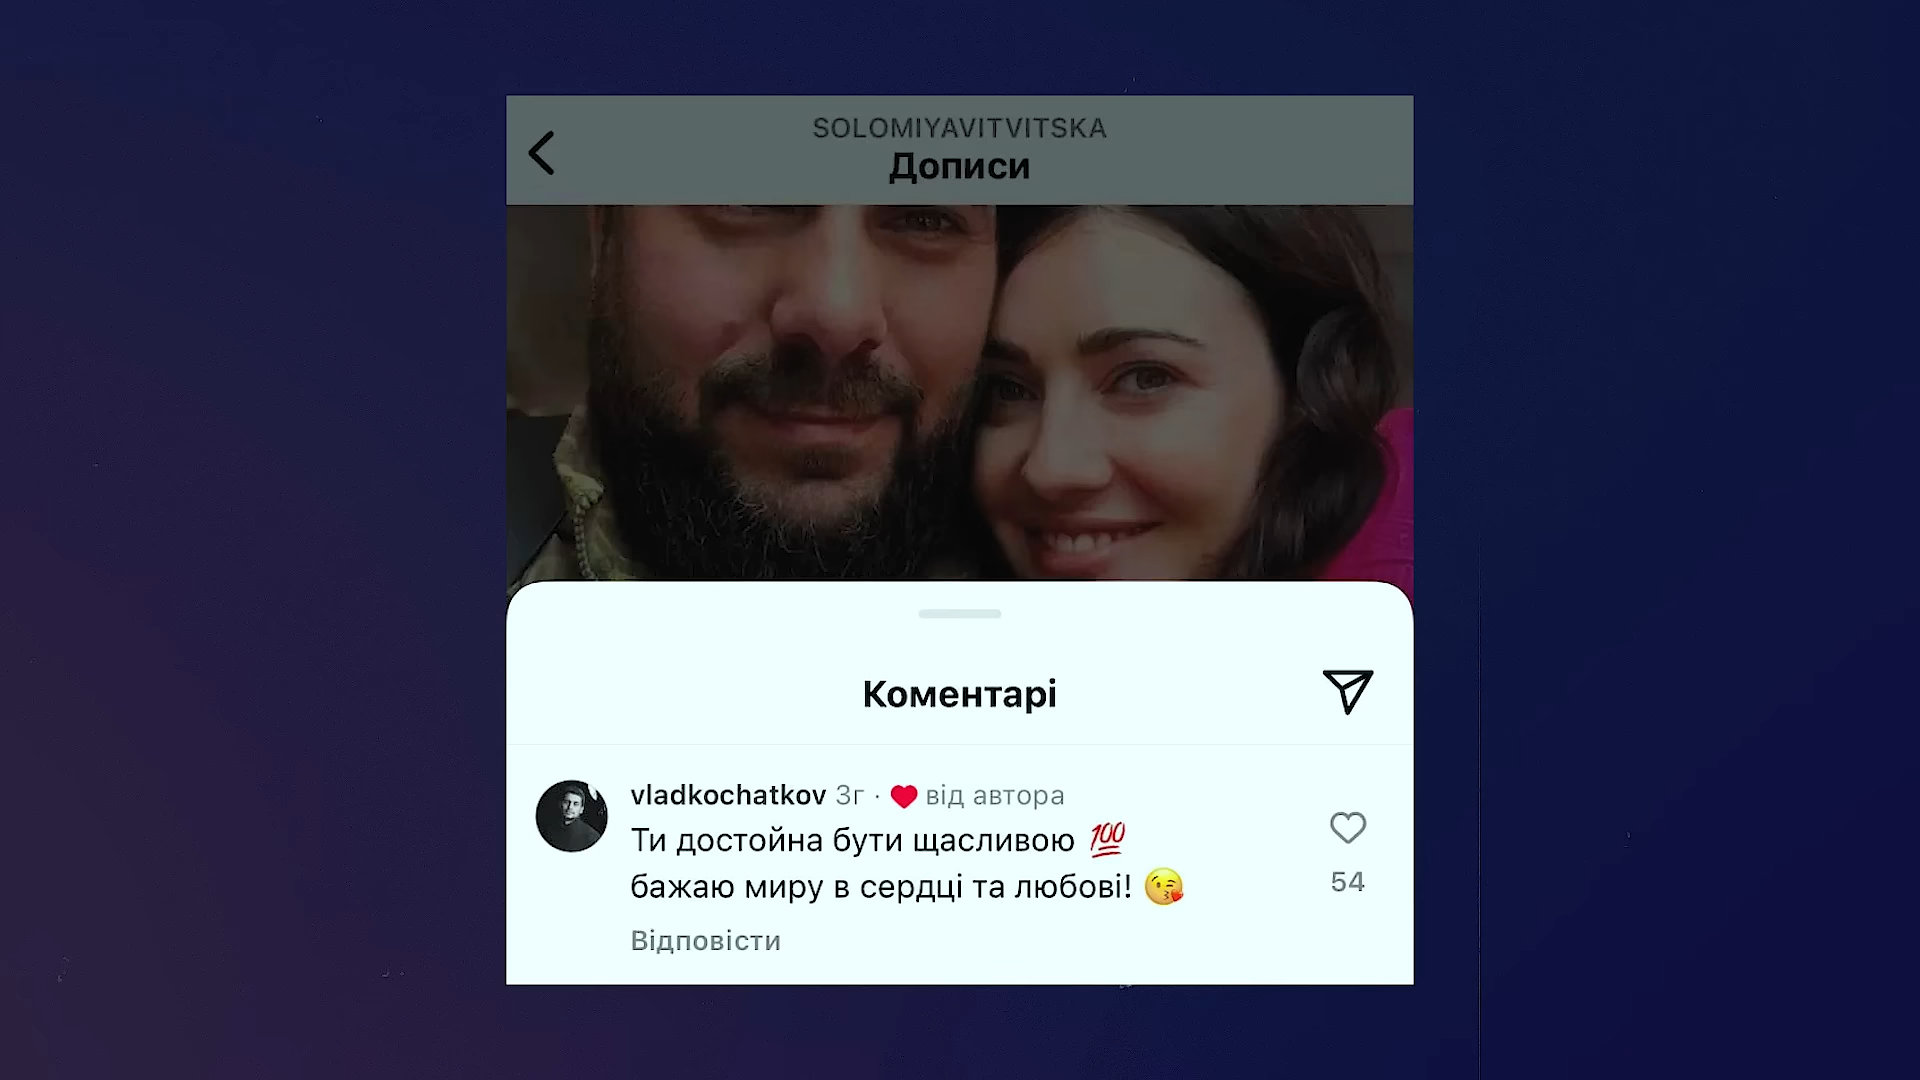 SOLOMIYAVITVITSKA
Дописи
Коментарі
vladkochatkov 3г · ❤️ від автора
Ти достойна бути щасливою 💯
бажаю миру в сердці та любові! 😘
54
Відповісти